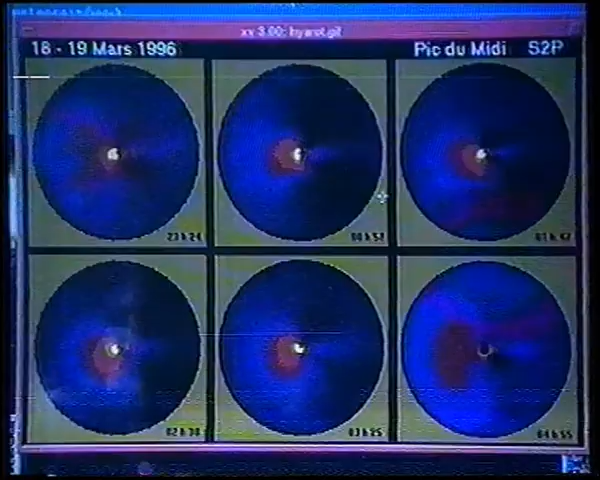 xv 3.00: hyarot.gif
18 - 19 Mars 1996 Pic du Midi S2P
23 h 24
00 h 52
01 h 47
02 h 38
03 h 25
04 h 55